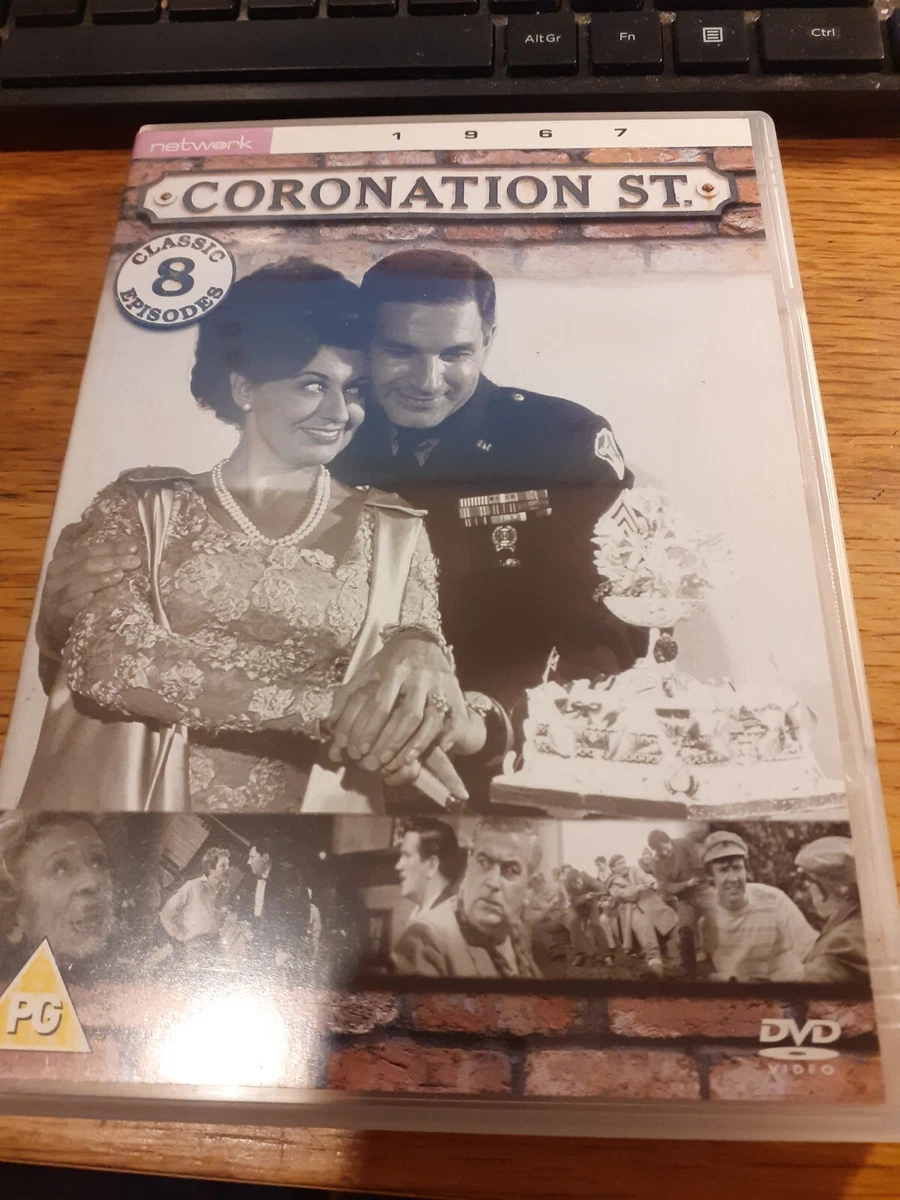 Alt Gr
Fn
Ctrl
network
1 9 6 7
CORONATION ST.
CLASSIC
8
EPISODES
PG
DVD
VIDEO